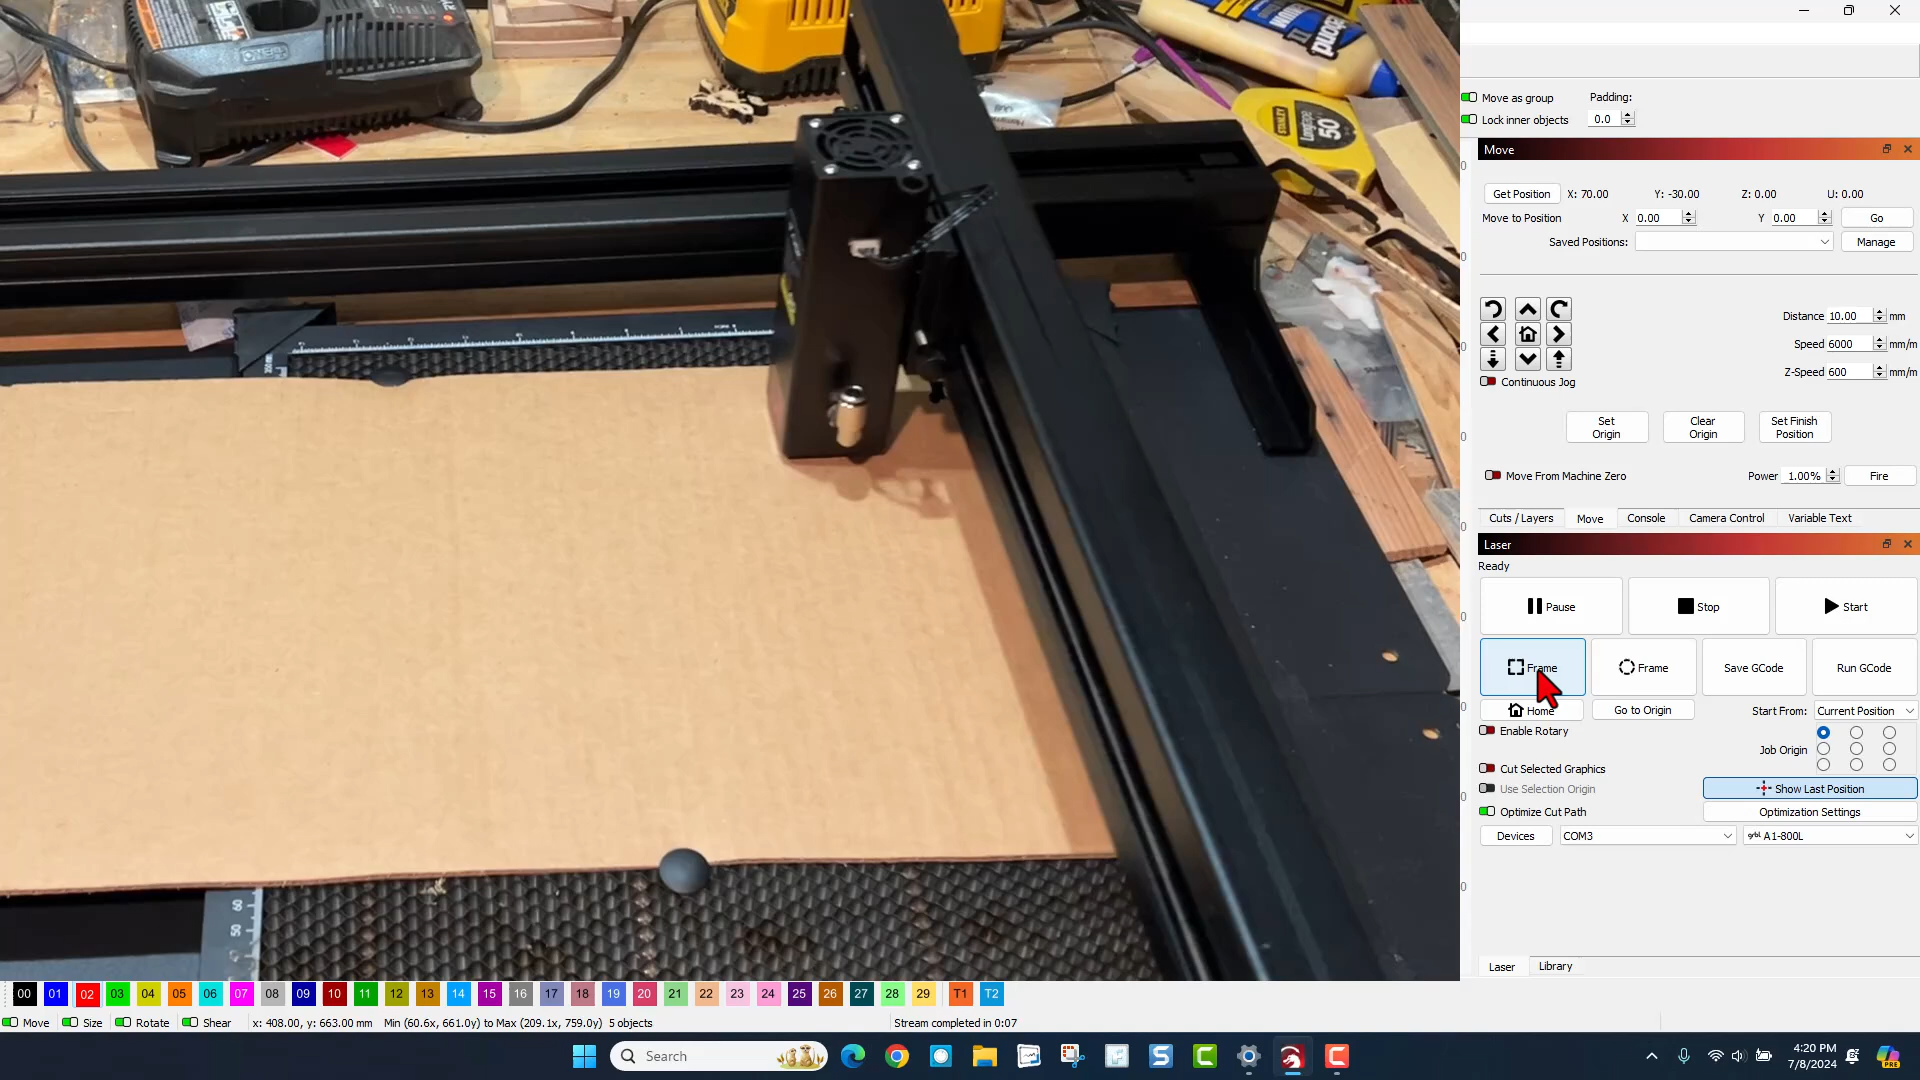 Move as group
Padding:
Lock inner objects
0.0
Move
Get Position
X: 70.00
Y: -30.00
Z: 0.00
U: 0.00
Move to Position
X
0.00
Y
0.00
Go
Saved Positions:
Manage
Distance
10.00
mm
Speed
6000
mm/m
Z-Speed
600
mm/m
Continuous Jog
Set
Origin
Clear
Origin
Set Finish
Position
Move From Machine Zero
Power
1.00%
Fire
Cuts / Layers
Move
Console
Camera Control
Variable Text
Laser
Ready
Pause
Stop
Start
Frame
Frame
Save GCode
Run GCode
Home
Go to Origin
Start From:
Current Position
Enable Rotary
Job Origin
Cut Selected Graphics
Use Selection Origin
Show Last Position
Optimize Cut Path
Optimization Settings
Devices
COM3
grbl
A1-800L
Laser
Library
STANLEY
50
60
50
00 01 02 03 04 05 06 07 08 09 10 11 12 13 14 15 16 17 18 19 20 21 22 23 24 25 26 27 28 29 T1 T2
Move
Size
Rotate
Shear
x: 408.00, y: 663.00 mm
Min (60.6x, 661.0y) to Max (209.1x, 759.0y)
5 objects
Stream completed in 0:07
Search
4:20 PM
7/8/2024
PRE